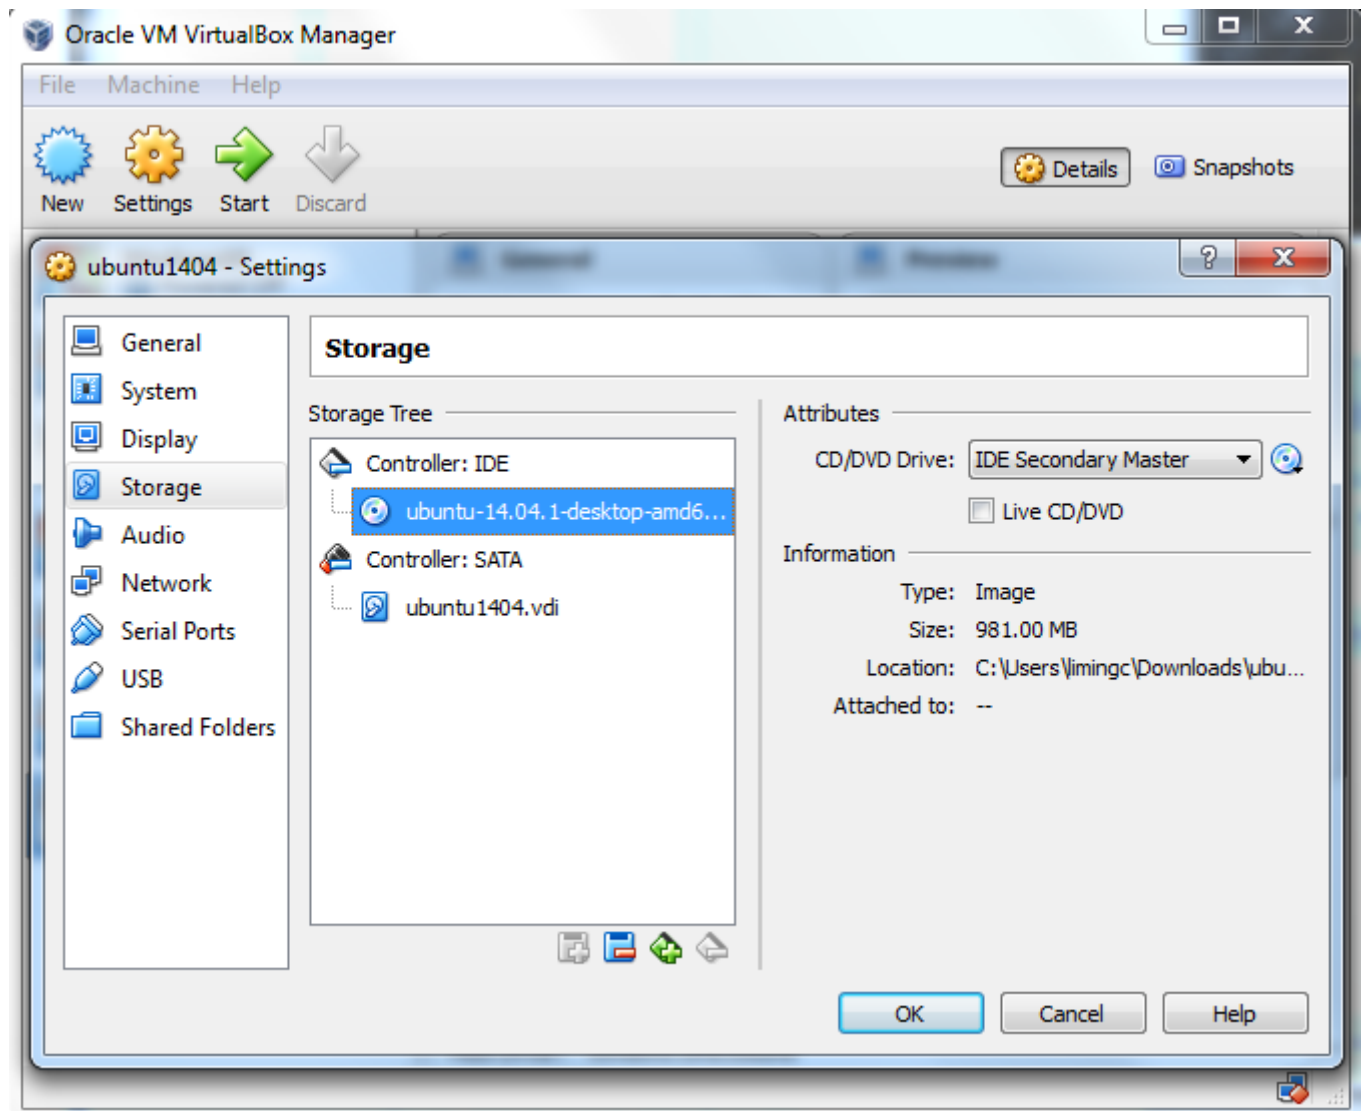 Oracle VM VirtualBox Manager
File Machine Help
New Settings Start Discard
Details Snapshots
ubuntu1404 - Settings
General
System
Display
Storage
Audio
Network
Serial Ports
USB
Shared Folders
Storage
Storage Tree
Controller: IDE
ubuntu-14.04.1-desktop-amd6...
Controller: SATA
ubuntu1404.vdi
Attributes
CD/DVD Drive: IDE Secondary Master
Live CD/DVD
Information
Type: Image
Size: 981.00 MB
Location: C:\Users\limingc\Downloads\ubu...
Attached to: --
OK Cancel Help